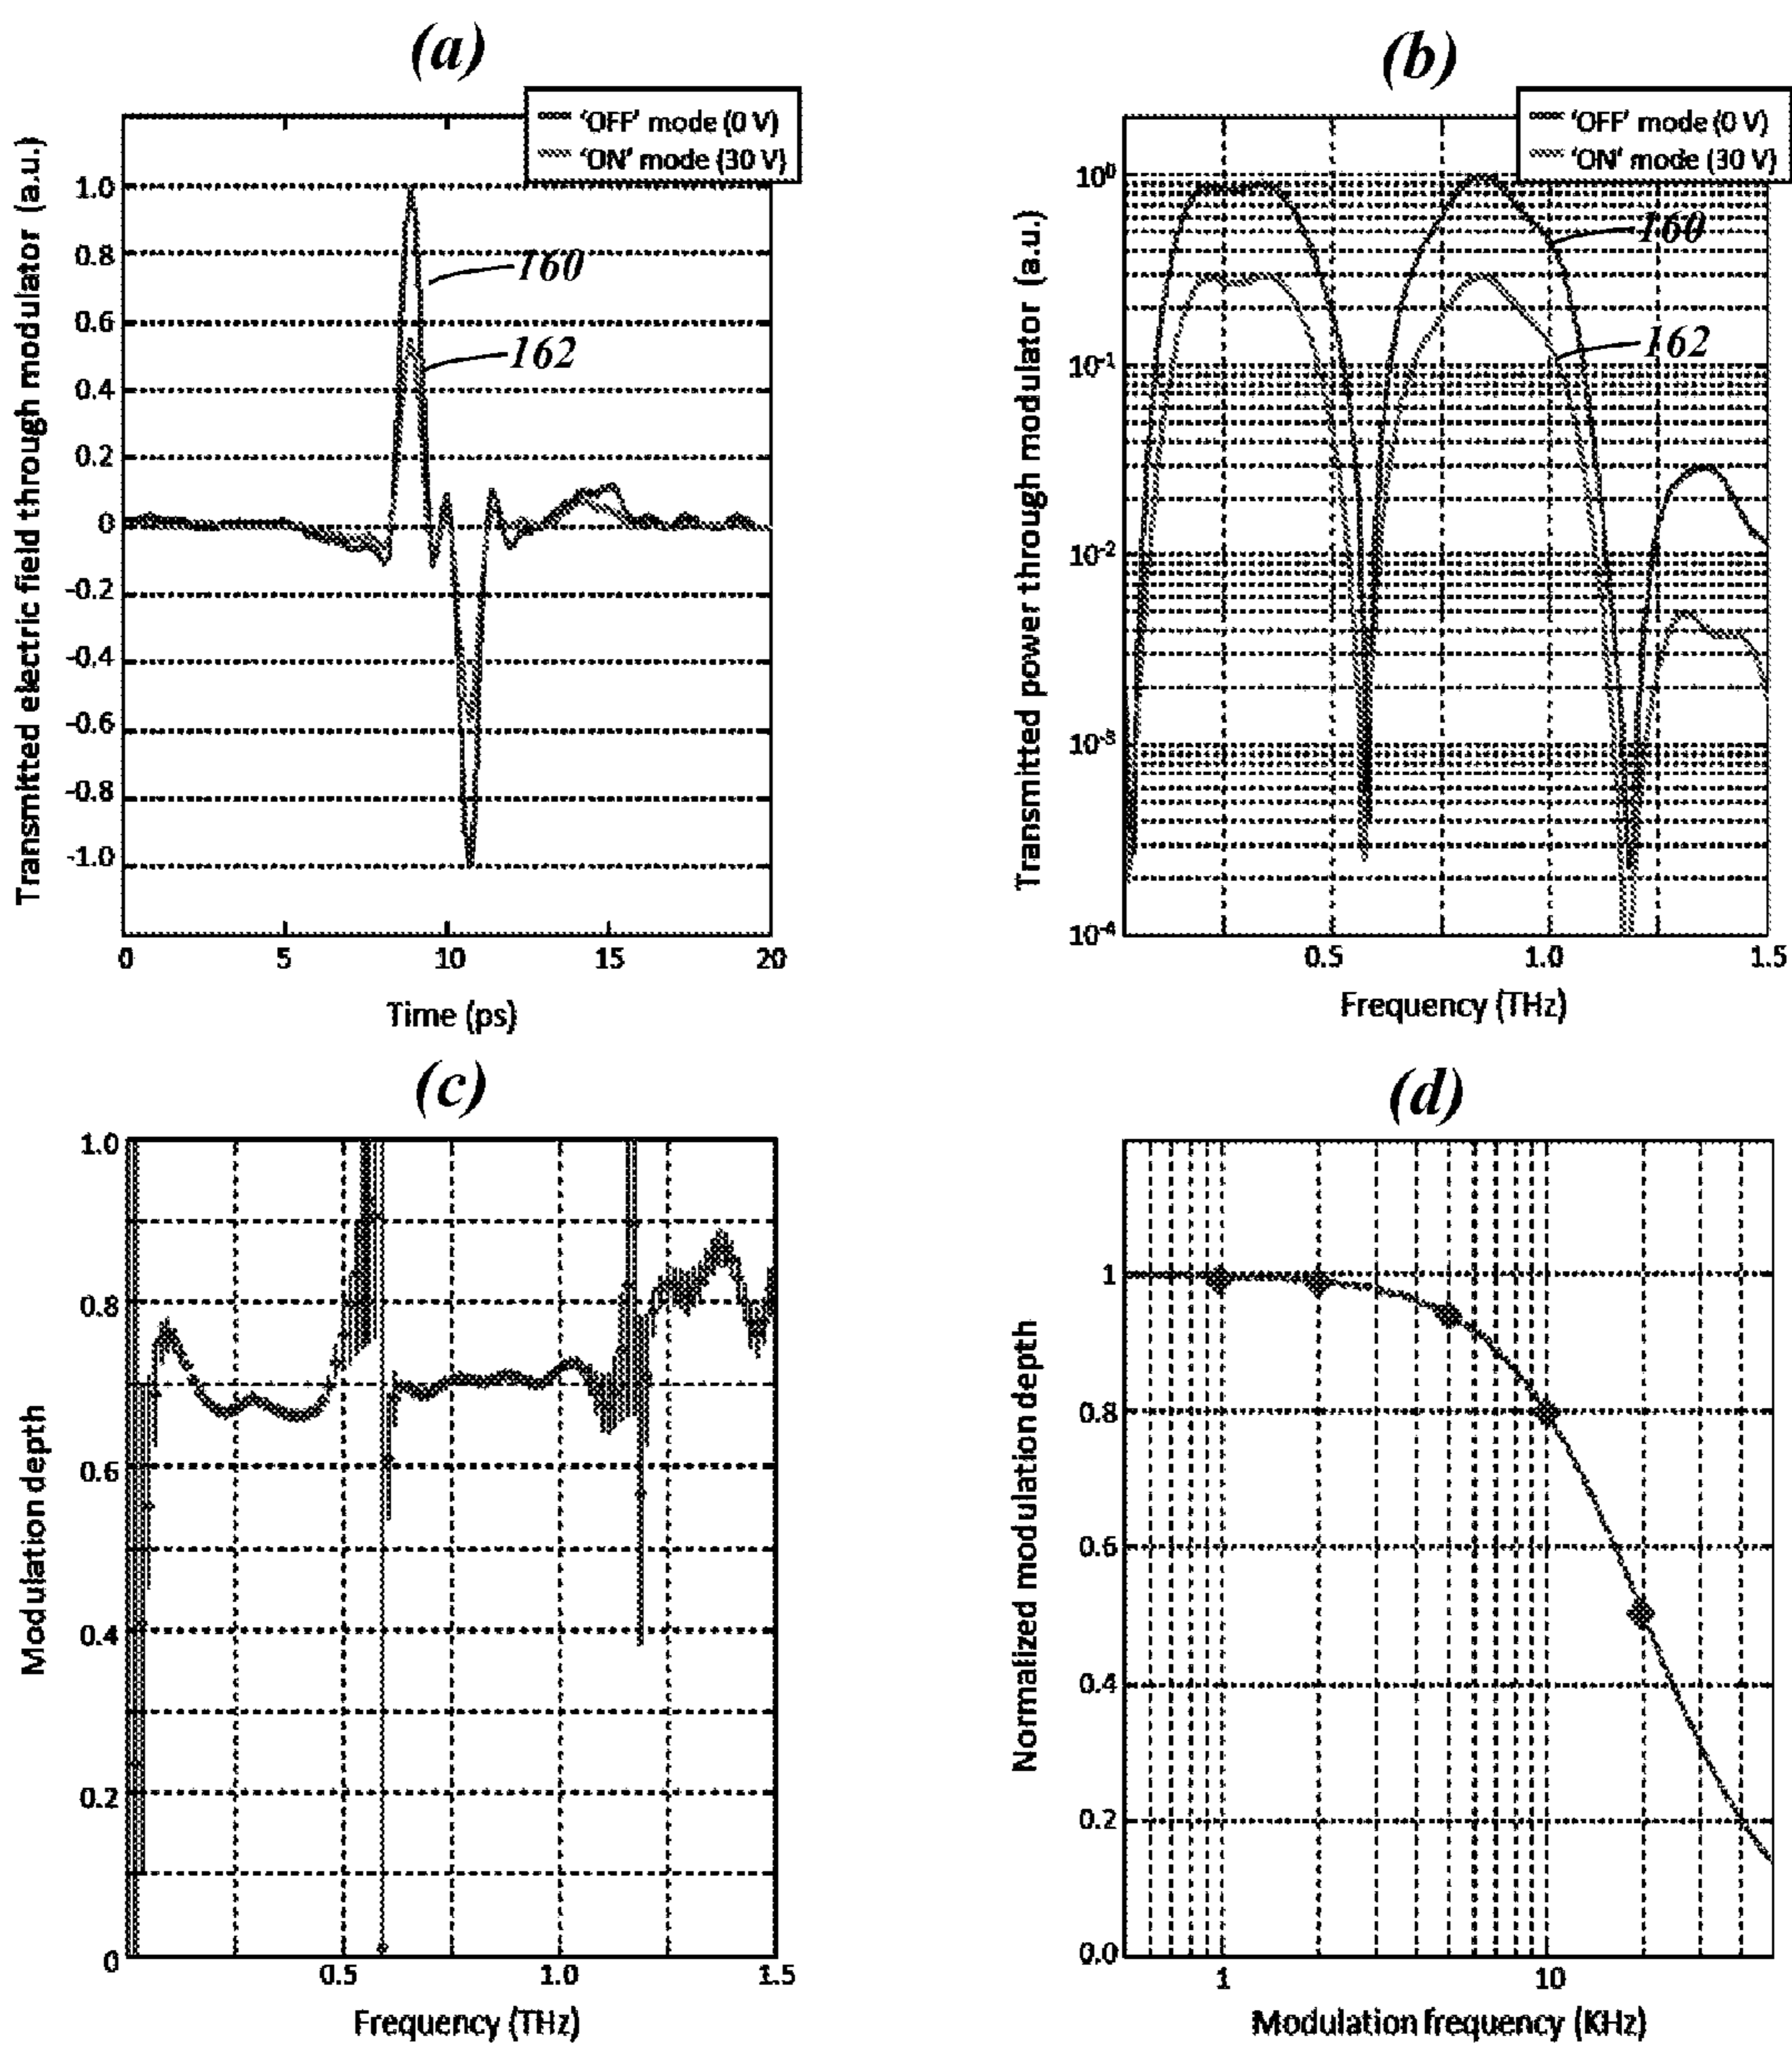 (a)
'OFF' mode (0 V)
'ON' mode (30 V)
Transmitted electric field through modulator (a.u.)
1.0
0.8
0.6
0.4
0.2
0
-0.2
-0.4
-0.6
-0.8
-1.0
160
162
0 5 10 15 20
Time (ps)
(b)
'OFF' mode (0 V)
'ON' mode (30 V)
Transmitted power through modulator (a.u.)
10⁰
10⁻¹
10⁻²
10⁻³
10⁻⁴
160
162
0.5 1.0 1.5
Frequency (THz)
(c)
Modulation depth
1.0
0.8
0.6
0.4
0.2
0
0.5 1.0 1.5
Frequency (THz)
(d)
Normalized modulation depth
1
0.8
0.6
0.4
0.2
0.0
1 10
Modulation frequency (KHz)